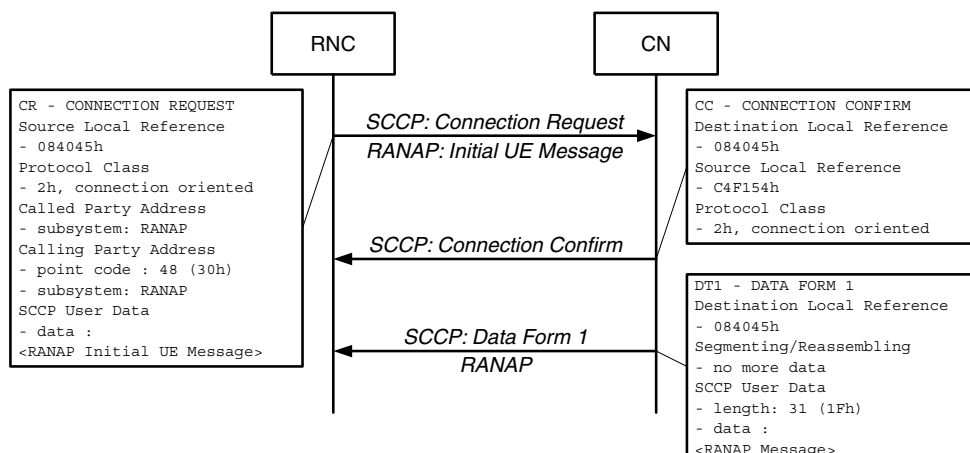 RNC
CN
CR - CONNECTION REQUEST
Source Local Reference
- 084045h
Protocol Class
- 2h, connection oriented
Called Party Address
- subsystem: RANAP
Calling Party Address
- point code : 48 (30h)
- subsystem: RANAP
SCCP User Data
- data :
<RANAP Initial UE Message>
SCCP: Connection Request
RANAP: Initial UE Message
SCCP: Connection Confirm
SCCP: Data Form 1
RANAP
CC - CONNECTION CONFIRM
Destination Local Reference
- 084045h
Source Local Reference
- C4F154h
Protocol Class
- 2h, connection oriented
DT1 - DATA FORM 1
Destination Local Reference
- 084045h
Segmenting/Reassembling
- no more data
SCCP User Data
- length: 31 (1Fh)
- data :
<RANAP Message>